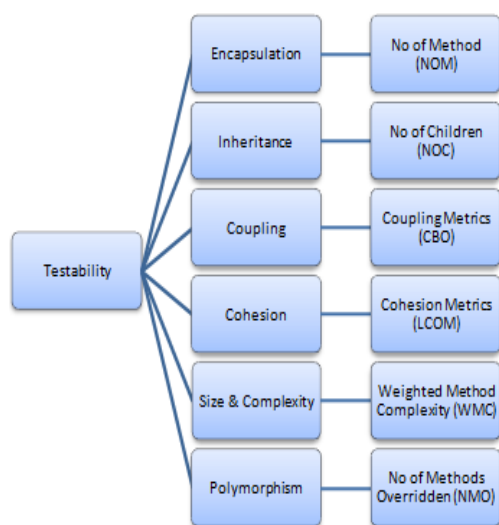 Encapsulation
No of Method
(NOM)
Inheritance
No of Children
(NOC)
Coupling
Coupling Metrics
(CBO)
Testability
Cohesion
Cohesion Metrics
(LCOM)
Size & Complexity
Weighted Method
Complexity (WMC)
Polymorphism
No of Methods
Overridden (NMO)